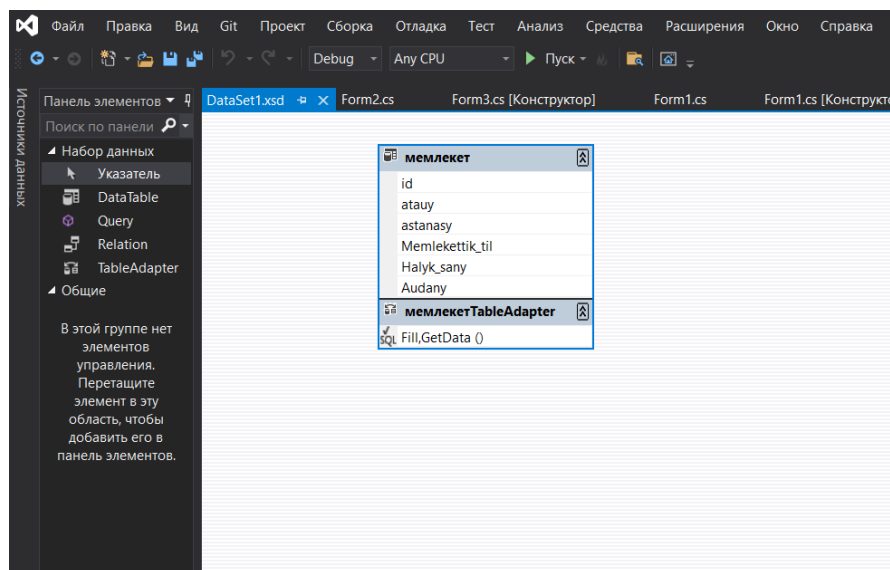 Файл Правка Вид Git Проект Сборка Отладка Тест Анализ Средства Расширения Окно Справка
Debug Any CPU Пуск
Источники данных
Панель элементов
DataSet1.xsd Form2.cs Form3.cs [Конструктор] Form1.cs Form1.cs [Конструкто
Поиск по панели
Набор данных
Указатель
DataTable
Query
Relation
TableAdapter
Общие
В этой группе нет
элементов
управления.
Перетащите
элемент в эту
область, чтобы
добавить его в
панель элементов.
мемлекет
id
atauy
astanasy
Memlekettik_til
Halyk_sany
Audany
мемлекетTableAdapter
SQL Fill,GetData ()